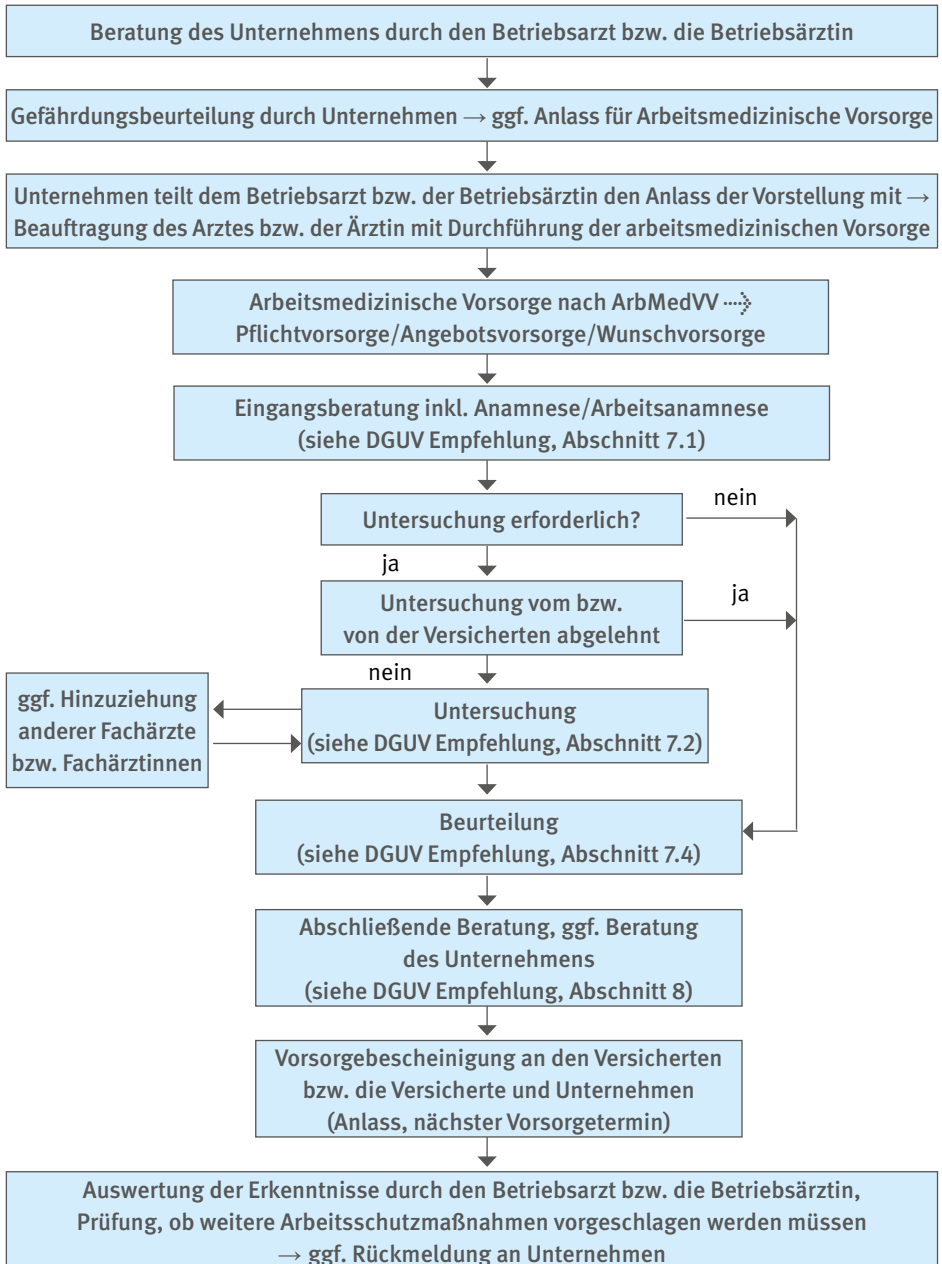 Beratung des Unternehmens durch den Betriebsarzt bzw. die Betriebsärztin
Gefährdungsbeurteilung durch Unternehmen → ggf. Anlass für Arbeitsmedizinische Vorsorge
Unternehmen teilt dem Betriebsarzt bzw. der Betriebsärztin den Anlass der Vorstellung mit →
Beauftragung des Arztes bzw. der Ärztin mit Durchführung der arbeitsmedizinischen Vorsorge
Arbeitsmedizinische Vorsorge nach ArbMedVV ⤑
Pflichtvorsorge/Angebotsvorsorge/Wunschvorsorge
Eingangsberatung inkl. Anamnese/Arbeitsanamnese
(siehe DGUV Empfehlung, Abschnitt 7.1)
Untersuchung erforderlich?
nein
ja
Untersuchung vom bzw.
von der Versicherten abgelehnt
ja
nein
ggf. Hinzuziehung
anderer Fachärzte
bzw. Fachärztinnen
Untersuchung
(siehe DGUV Empfehlung, Abschnitt 7.2)
Beurteilung
(siehe DGUV Empfehlung, Abschnitt 7.4)
Abschließende Beratung, ggf. Beratung
des Unternehmens
(siehe DGUV Empfehlung, Abschnitt 8)
Vorsorgebescheinigung an den Versicherten
bzw. die Versicherte und Unternehmen
(Anlass, nächster Vorsorgetermin)
Auswertung der Erkenntnisse durch den Betriebsarzt bzw. die Betriebsärztin,
Prüfung, ob weitere Arbeitsschutzmaßnahmen vorgeschlagen werden müssen
→ ggf. Rückmeldung an Unternehmen